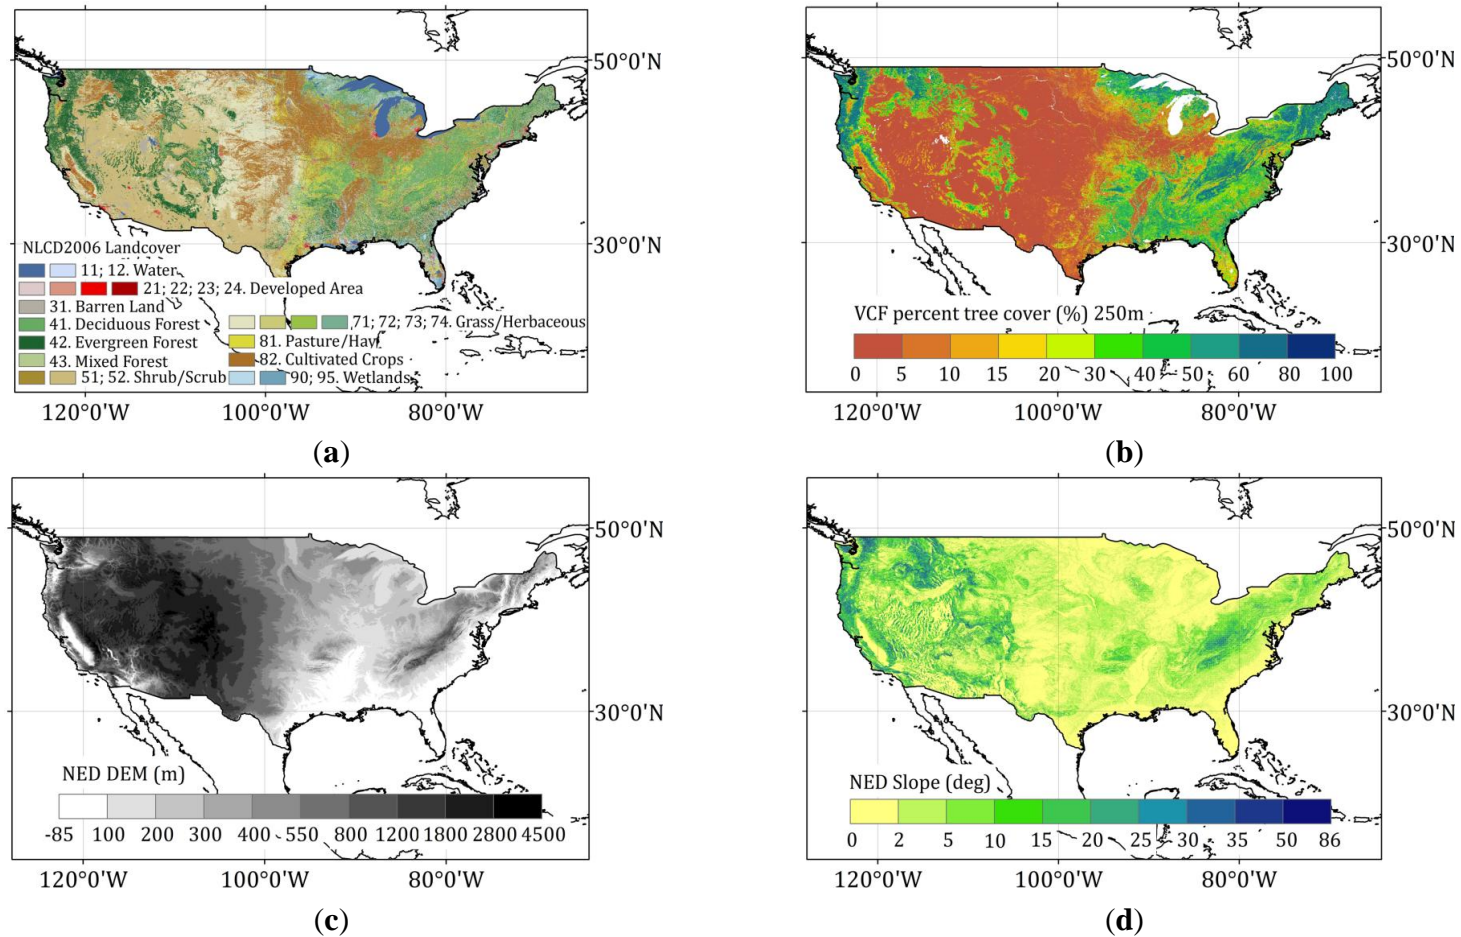 50°0'N
30°0'N
NLCD2006 Landcover
11; 12. Water
21; 22; 23; 24. Developed Area
31. Barren Land
41. Deciduous Forest
71; 72; 73; 74. Grass/Herbaceous
42. Evergreen Forest
81. Pasture/Hay
43. Mixed Forest
82. Cultivated Crops
51; 52. Shrub/Scrub
90; 95. Wetlands
120°0'W 100°0'W 80°0'W
(a)
50°0'N
30°0'N
VCF percent tree cover (%) 250m
0 5 10 15 20 30 40 50 60 80 100
120°0'W 100°0'W 80°0'W
(b)
50°0'N
30°0'N
NED DEM (m)
-85 100 200 300 400 550 800 1200 1800 2800 4500
120°0'W 100°0'W 80°0'W
(c)
50°0'N
30°0'N
NED Slope (deg)
0 2 5 10 15 20 25 30 35 50 86
120°0'W 100°0'W 80°0'W
(d)